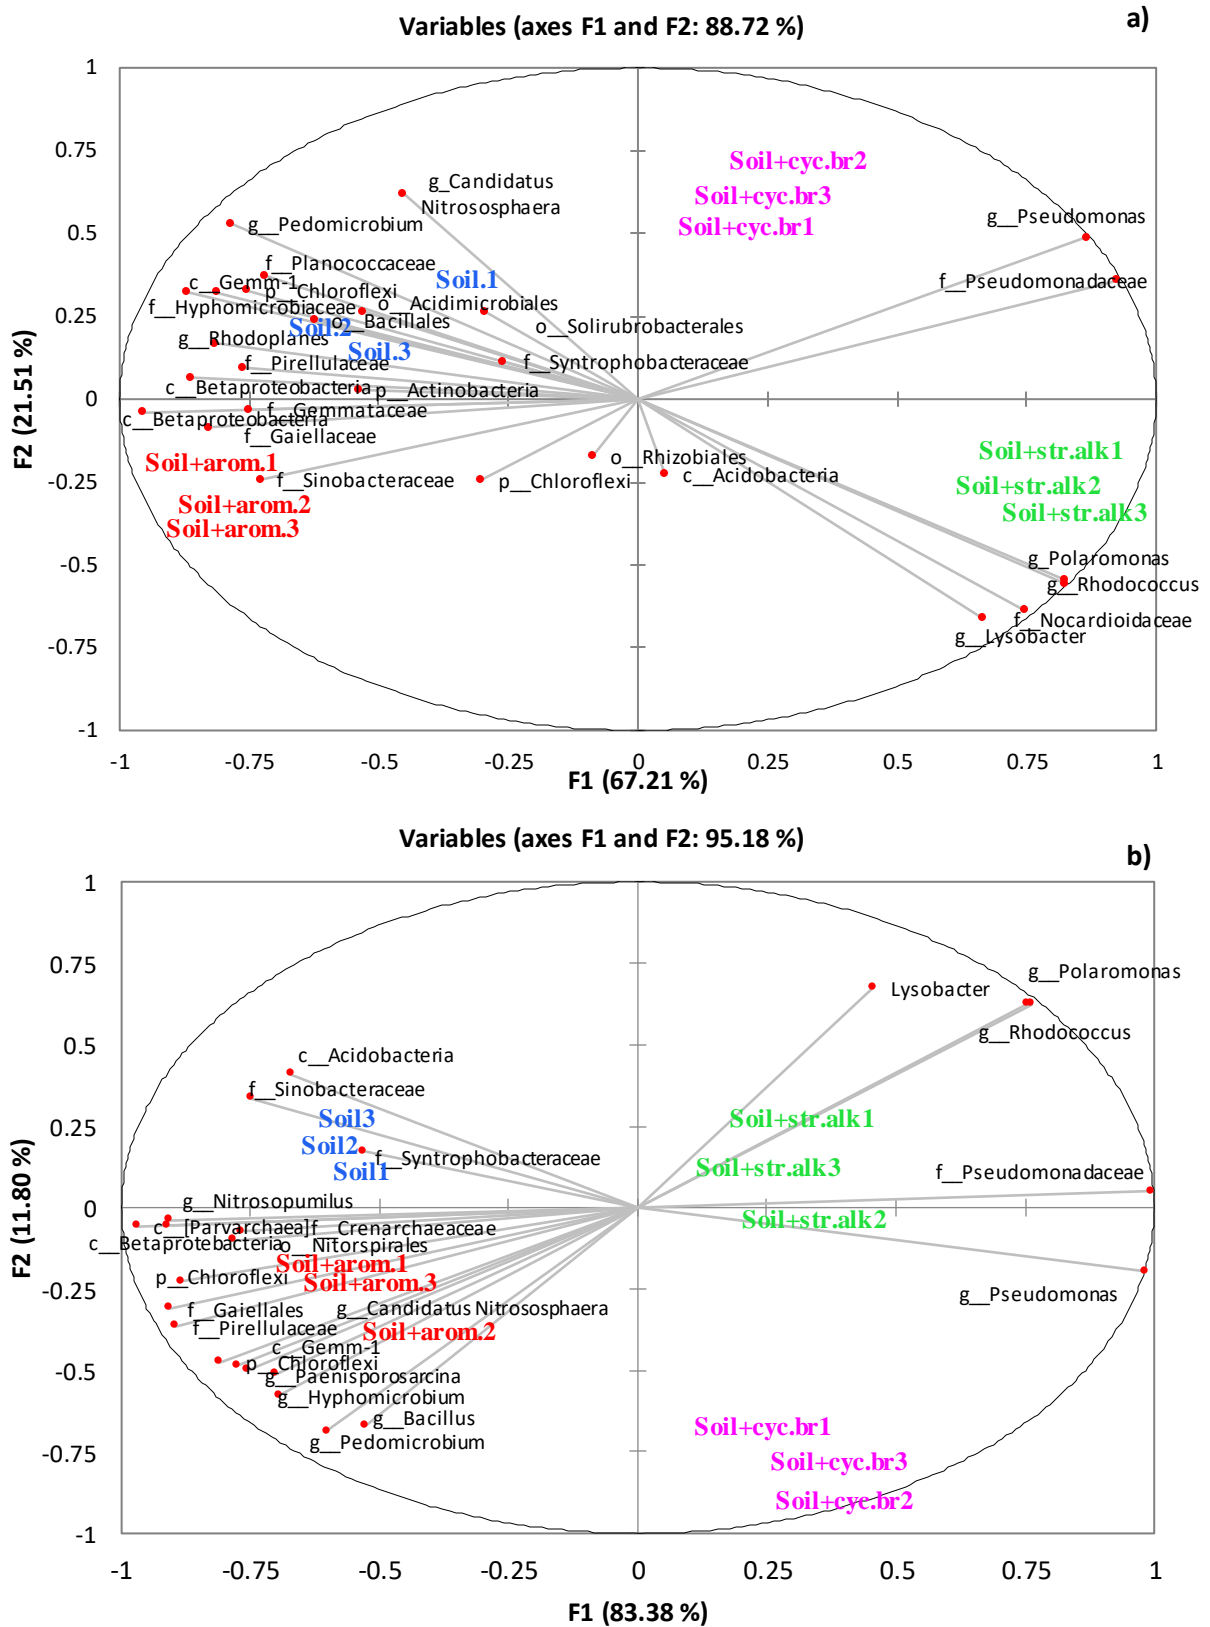 Variables (axes F1 and F2: 88.72 %)
a)
1
0.75
0.5
0.25
0
-0.25
-0.5
-0.75
-1
F2 (21.51 %)
Soil+cyc.br2
g_Candidatus
Nitrososphaera
Soil+cyc.br3
g__Pedomicrobium
g__Pseudomonas
Soil+cyc.br1
f__Planococcaceae
c__Gemm-1
Soil.1
f__Pseudomonadaceae
p__Chloroflexi
f__Hyphomicrobiaceae
o__Acidimicrobiales
o__Bacillales
Soil.2
o__Solirubrobacterales
g__Rhodoplanes
Soil.3
f__Pirellulaceae
f__Syntrophobacteraceae
c__Betaproteobacteria
p__Actinobacteria
c__Betaproteobacteria
f__Gemmataceae
f__Gaiellaceae
Soil+str.alk1
Soil+arom.1
o__Rhizobiales
f__Sinobacteraceae
p__Chloroflexi
c__Acidobacteria
Soil+str.alk2
Soil+arom.2
Soil+str.alk3
Soil+arom.3
g_Polaromonas
g__Rhodococcus
f__Nocardioidaceae
g__Lysobacter
-1
-0.75
-0.5
-0.25
0
0.25
0.5
0.75
1
F1 (67.21 %)
Variables (axes F1 and F2: 95.18 %)
b)
1
0.75
0.5
0.25
0
-0.25
-0.5
-0.75
-1
F2 (11.80 %)
g__Polaromonas
Lysobacter
g__Rhodococcus
c__Acidobacteria
f__Sinobacteraceae
Soil3
Soil+str.alk1
Soil2
f__Syntrophobacteraceae
Soil1
Soil+str.alk3
f__Pseudomonadaceae
g__Nitrosopumilus
Soil+str.alk2
c__[Parvarchaea]
f__Crenarchaeaceae
c__Betaprotebacteria
o__Nitorspirales
Soil+arom.1
p__Chloroflexi
Soil+arom.3
g__Pseudomonas
f__Gaiellales
g__Candidatus Nitrososphaera
f__Pirellulaceae
Soil+arom.2
c__Gemm-1
p__Chloroflexi
g__Paenisporosarcina
g__Hyphomicrobium
g__Bacillus
g__Pedomicrobium
Soil+cyc.br1
Soil+cyc.br3
Soil+cyc.br2
-1
-0.75
-0.5
-0.25
0
0.25
0.5
0.75
1
F1 (83.38 %)